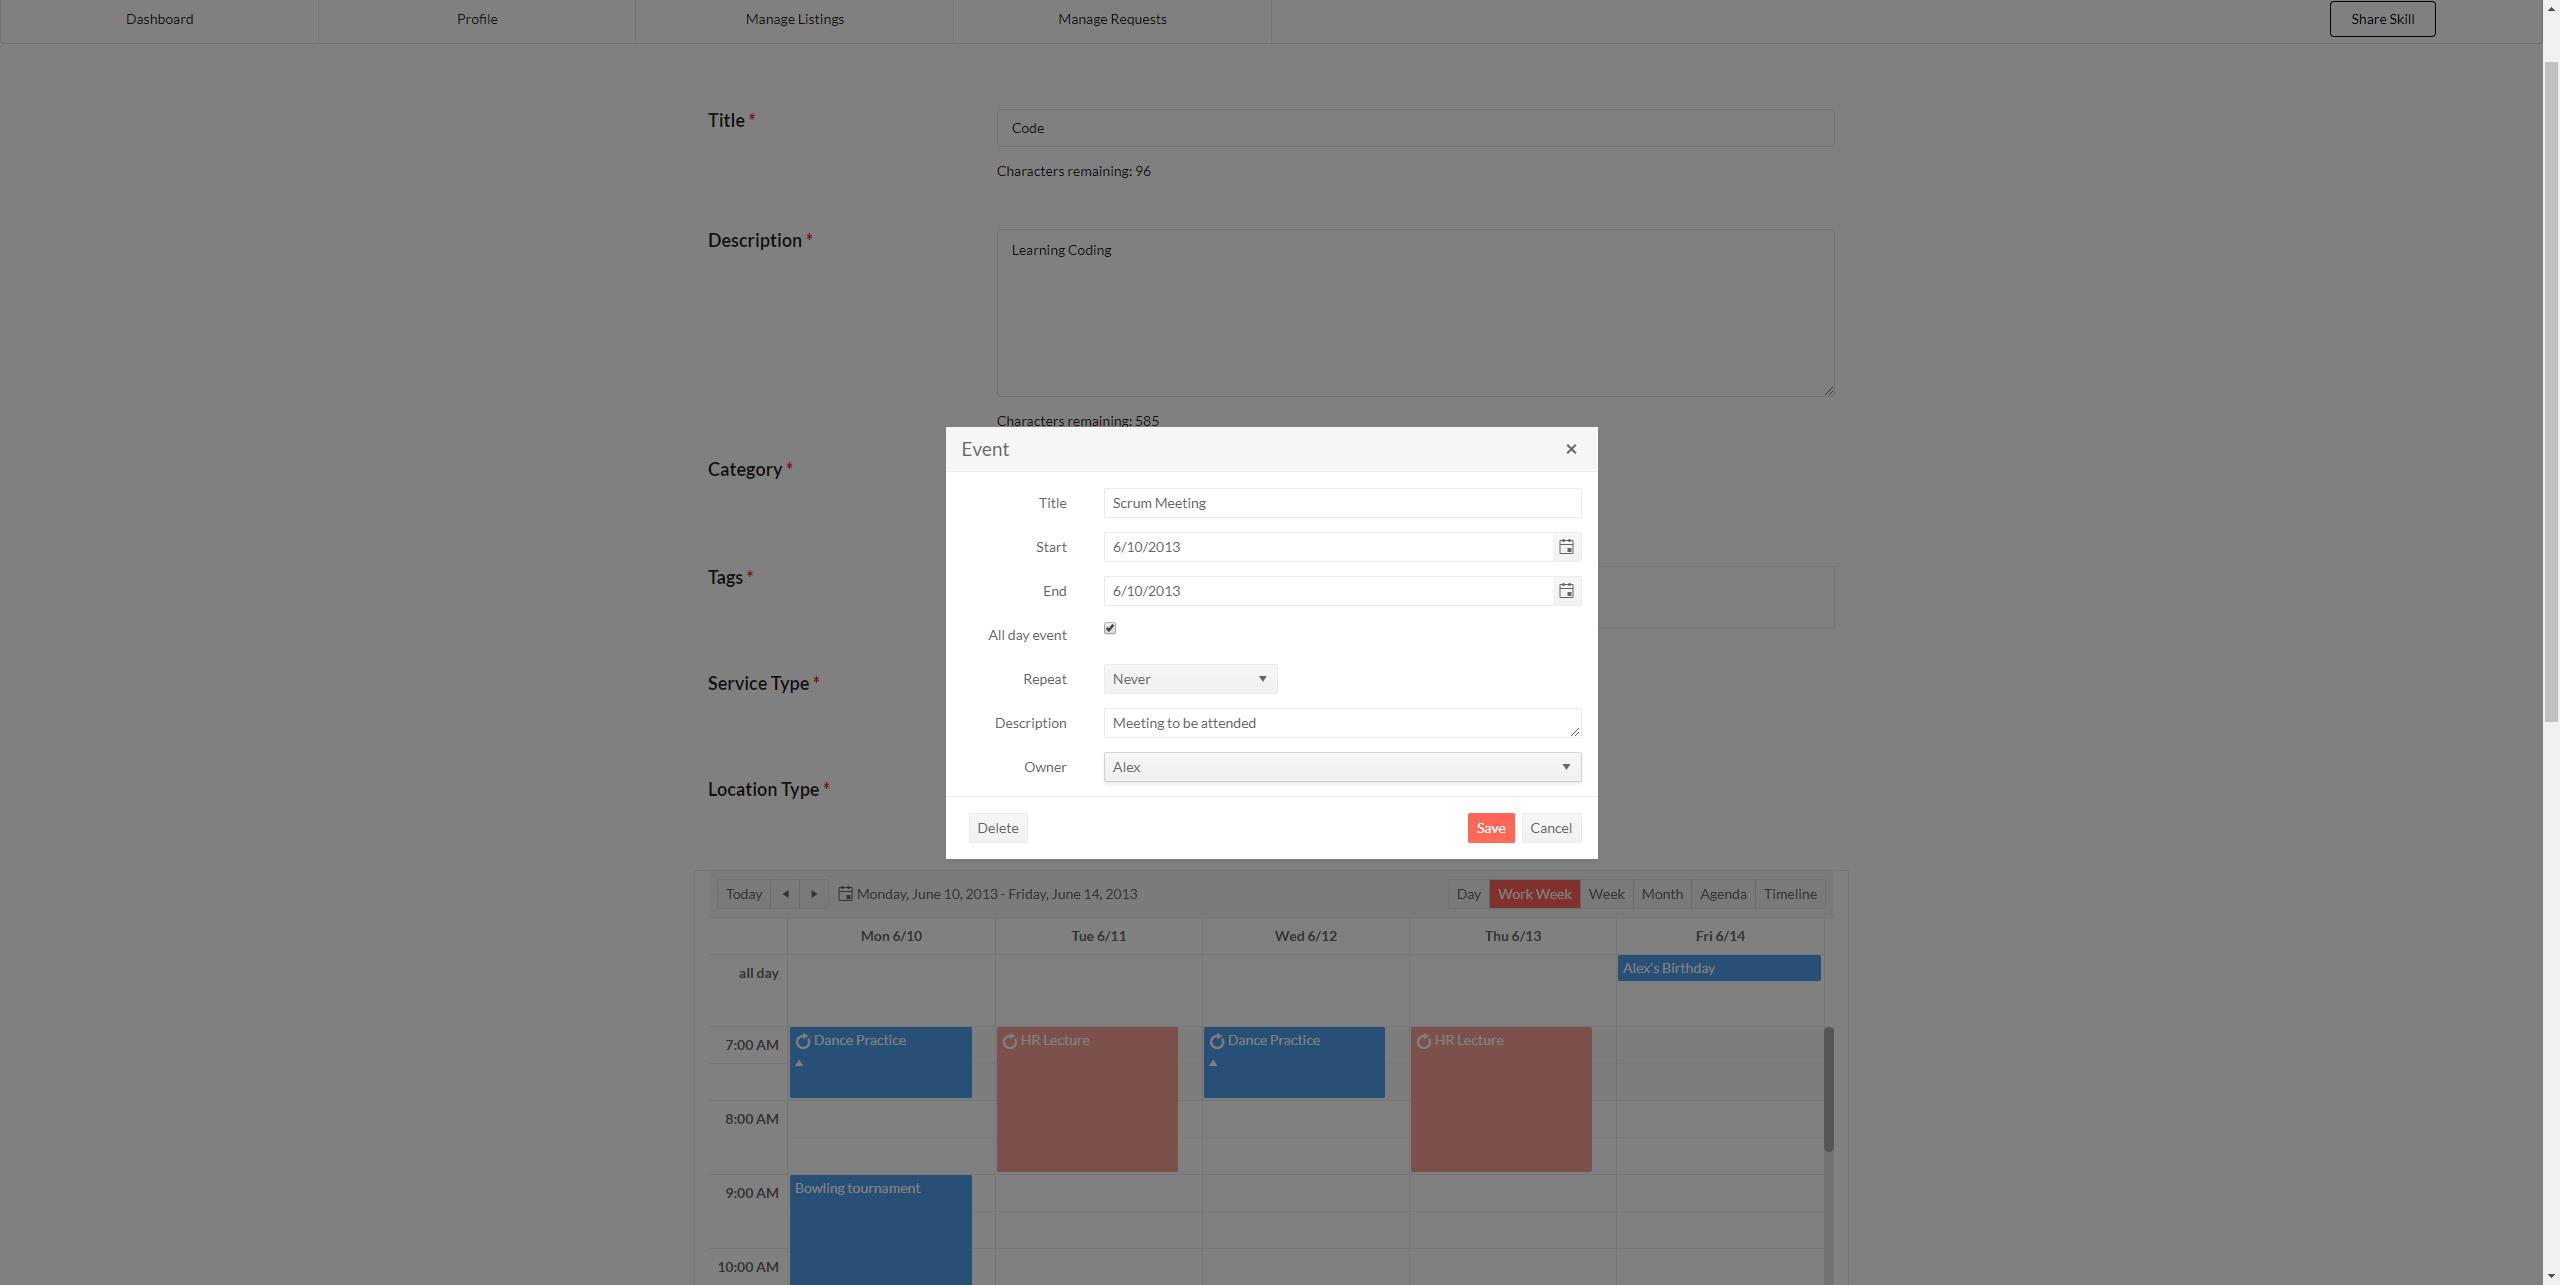 Dashboard Profile Manage Listings Manage Requests Share Skill
Title *
Code
Characters remaining: 96
Description *
Learning Coding
Characters remaining: 585
Category *
Tags *
Service Type *
Location Type *
Event
Title Scrum Meeting
Start 6/10/2013
End 6/10/2013
All day event
Repeat Never
Description Meeting to be attended
Owner Alex
Delete Save Cancel
Today Monday, June 10, 2013 - Friday, June 14, 2013 Day Work Week Week Month Agenda Timeline
Mon 6/10 Tue 6/11 Wed 6/12 Thu 6/13 Fri 6/14
all day Alex's Birthday
7:00 AM Dance Practice HR Lecture Dance Practice HR Lecture
8:00 AM
9:00 AM Bowling tournament
10:00 AM